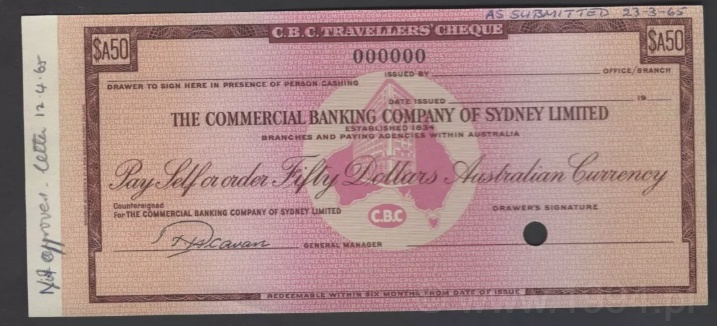 AS SUBMITTED 23-3-65
C.B.C. TRAVELLERS' CHEQUE
$A50
$A50
000000
ISSUED BY OFFICE/BRANCH
DRAWER TO SIGN HERE IN PRESENCE OF PERSON CASHING
DATE ISSUED 19
THE COMMERCIAL BANKING COMPANY OF SYDNEY LIMITED
ESTABLISHED 1834
BRANCHES AND PAYING AGENCIES WITHIN AUSTRALIA
Pay Self or order Fifty Dollars Australian Currency
Countersigned
For THE COMMERCIAL BANKING COMPANY OF SYDNEY LIMITED
DRAWER'S SIGNATURE
C.B.C
GENERAL MANAGER
REDEEMABLE WITHIN SIX MONTHS FROM DATE OF ISSUE
Not approved - letter 12.4.65